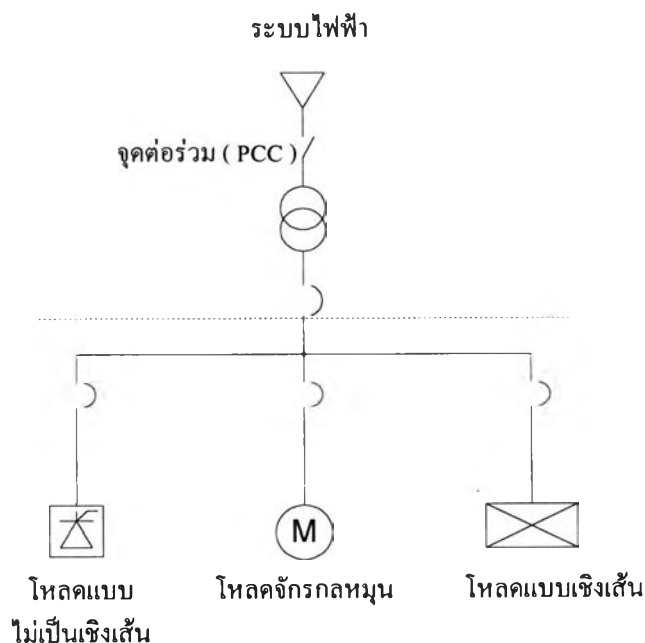 ระบบไฟฟ้า
จุดต่อร่วม ( PCC )
M
โหลดแบบ
ไม่เป็นเชิงเส้น
โหลดจักรกลหมุน
โหลดแบบเชิงเส้น